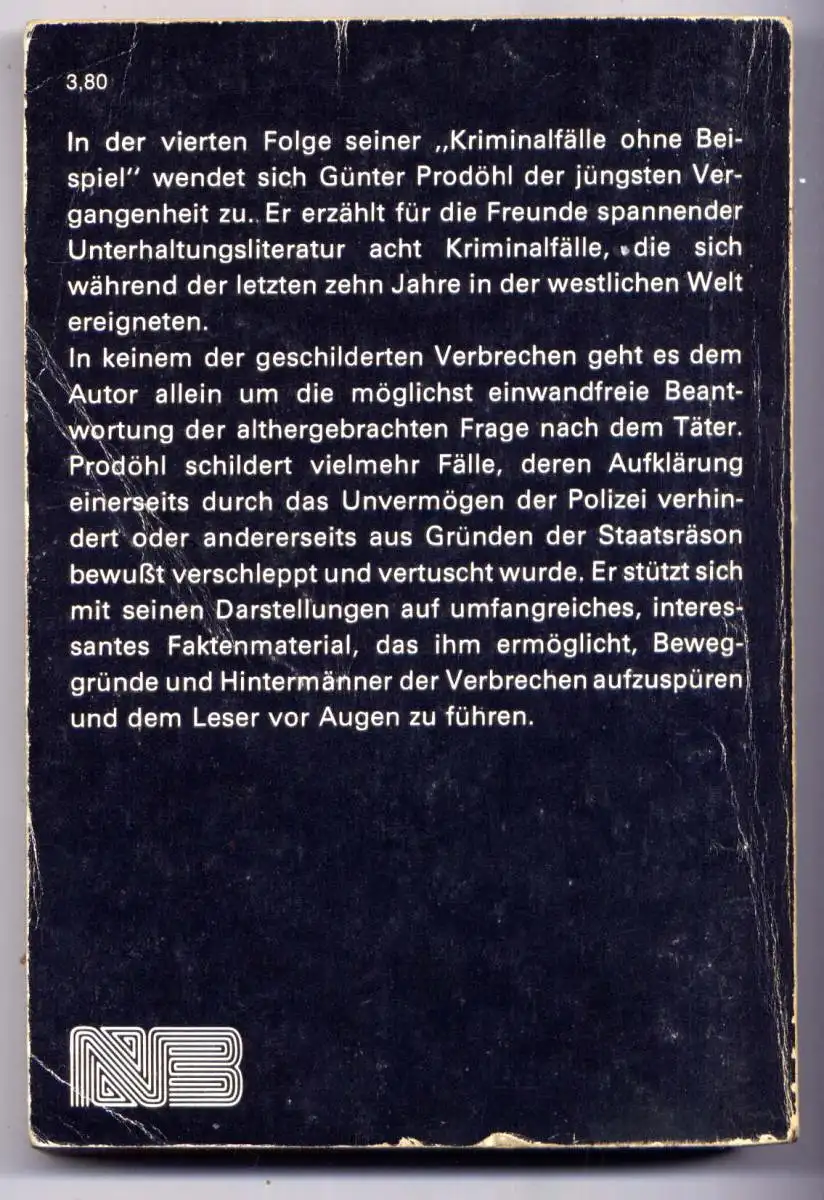 3,80
In der vierten Folge seiner „Kriminalfälle ohne Bei-
spiel" wendet sich Günter Prodöhl der jüngsten Ver-
gangenheit zu. Er erzählt für die Freunde spannender
Unterhaltungsliteratur acht Kriminalfälle, die sich
während der letzten zehn Jahre in der westlichen Welt
ereigneten.
In keinem der geschilderten Verbrechen geht es dem
Autor allein um die möglichst einwandfreie Beant-
wortung der althergebrachten Frage nach dem Täter.
Prodöhl schildert vielmehr Fälle, deren Aufklärung
einerseits durch das Unvermögen der Polizei verhin-
dert oder andererseits aus Gründen der Staatsräson
bewußt verschleppt und vertuscht wurde. Er stützt sich
mit seinen Darstellungen auf umfangreiches, interes-
santes Faktenmaterial, das ihm ermöglicht, Beweg-
gründe und Hintermänner der Verbrechen aufzuspüren
und dem Leser vor Augen zu führen.
NB